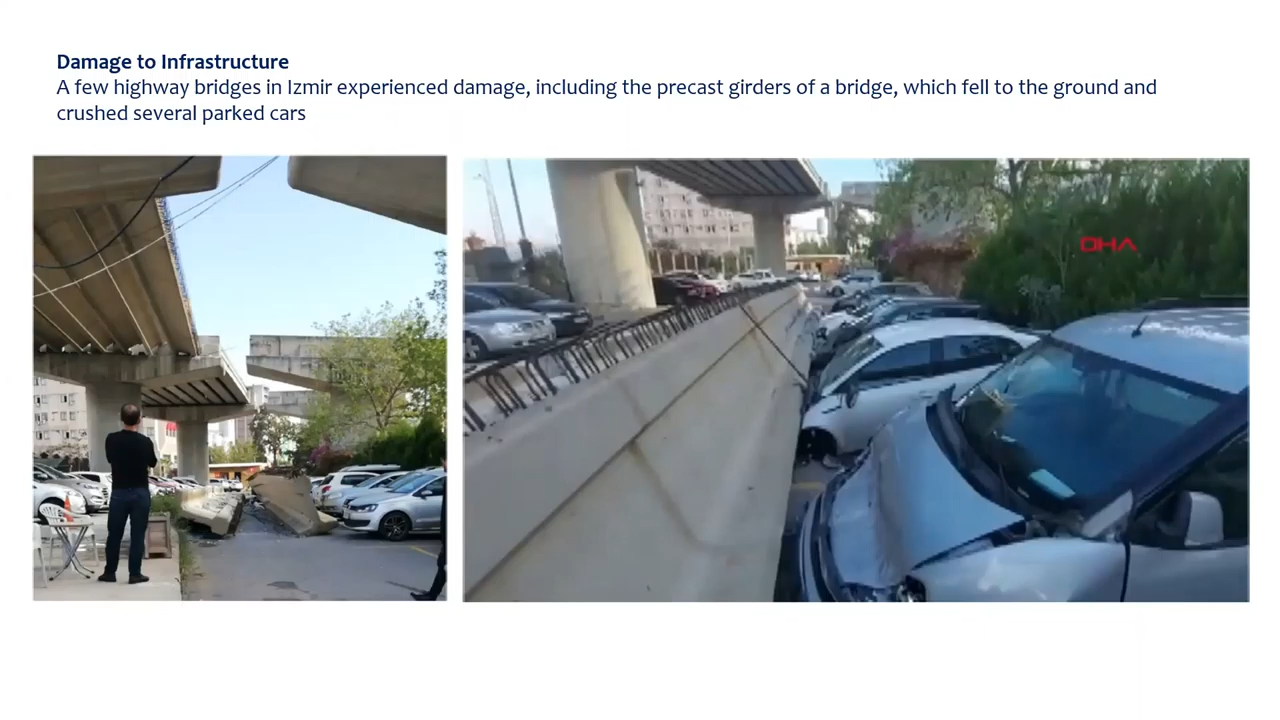 Damage to Infrastructure
A few highway bridges in Izmir experienced damage, including the precast girders of a bridge, which fell to the ground and
crushed several parked cars
DHA